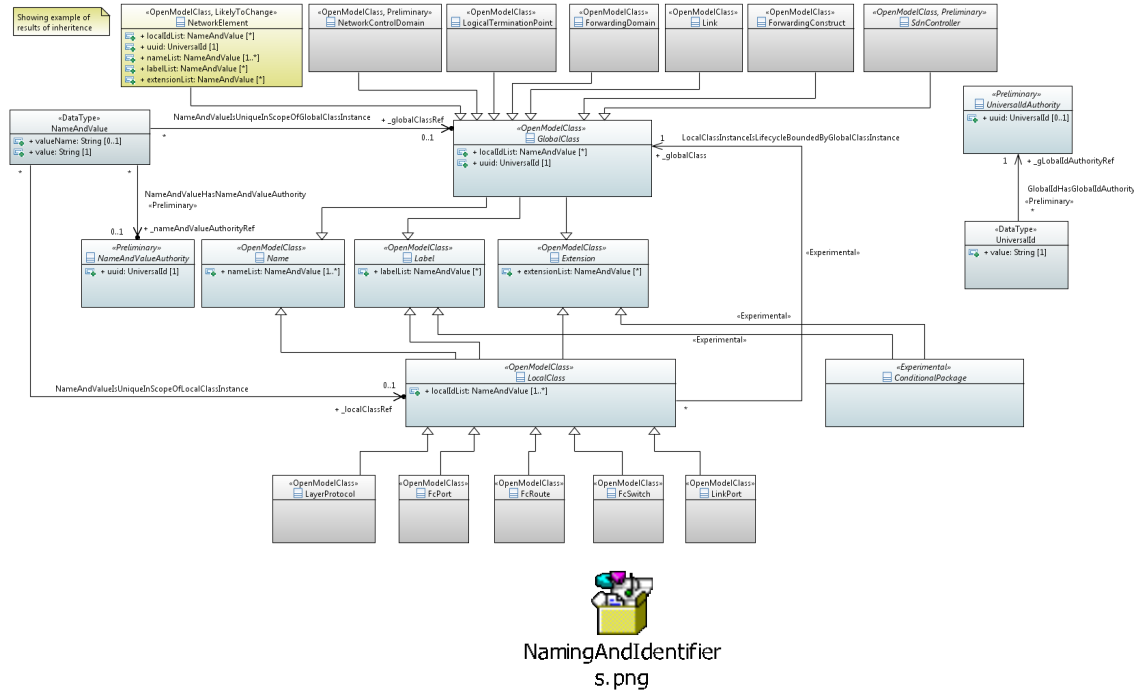 Showing example of
results of inheritence
«OpenModelClass, LikelyToChange»
NetworkElement
+ localIdList: NameAndValue [*]
+ uuid: UniversalId [1]
+ nameList: NameAndValue [1..*]
+ labelList: NameAndValue [*]
+ extensionList: NameAndValue [*]
«OpenModelClass, Preliminary»
NetworkControlDomain
«OpenModelClass»
LogicalTerminationPoint
«OpenModelClass»
ForwardingDomain
«OpenModelClass»
Link
«OpenModelClass»
ForwardingConstruct
«OpenModelClass, Preliminary»
SdnController
«DataType»
NameAndValue
+ valueName: String [0..1]
+ value: String [1]
NameAndValueIsUniqueInScopeOfGlobalClassInstance
+ _globalClassRef
*
0..1
«OpenModelClass»
GlobalClass
+ localIdList: NameAndValue [*]
+ uuid: UniversalId [1]
1
LocalClassInstanceIsLifecycleBoundedByGlobalClassInstance
+ _globalClass
«Preliminary»
UniversalIdAuthority
+ uuid: UniversalId [0..1]
1
+ _gLobalIdAuthorityRef
GlobalIdHasGlobalIdAuthority
«Preliminary»
*
«DataType»
UniversalId
+ value: String [1]
*
*
NameAndValueHasNameAndValueAuthority
«Preliminary»
0..1
+ _nameAndValueAuthorityRef
«Preliminary»
NameAndValueAuthority
+ uuid: UniversalId [1]
«OpenModelClass»
Name
+ nameList: NameAndValue [1..*]
«OpenModelClass»
Label
+ labelList: NameAndValue [*]
«OpenModelClass»
Extension
+ extensionList: NameAndValue [*]
«Experimental»
«Experimental»
«Experimental»
NameAndValueIsUniqueInScopeOfLocalClassInstance
0..1
+ _localClassRef
«OpenModelClass»
LocalClass
+ localIdList: NameAndValue [1..*]
*
«Experimental»
ConditionalPackage
«OpenModelClass»
LayerProtocol
«OpenModelClass»
FcPort
«OpenModelClass»
FcRoute
«OpenModelClass»
FcSwitch
«OpenModelClass»
LinkPort
NamingAndIdentifier
s.png